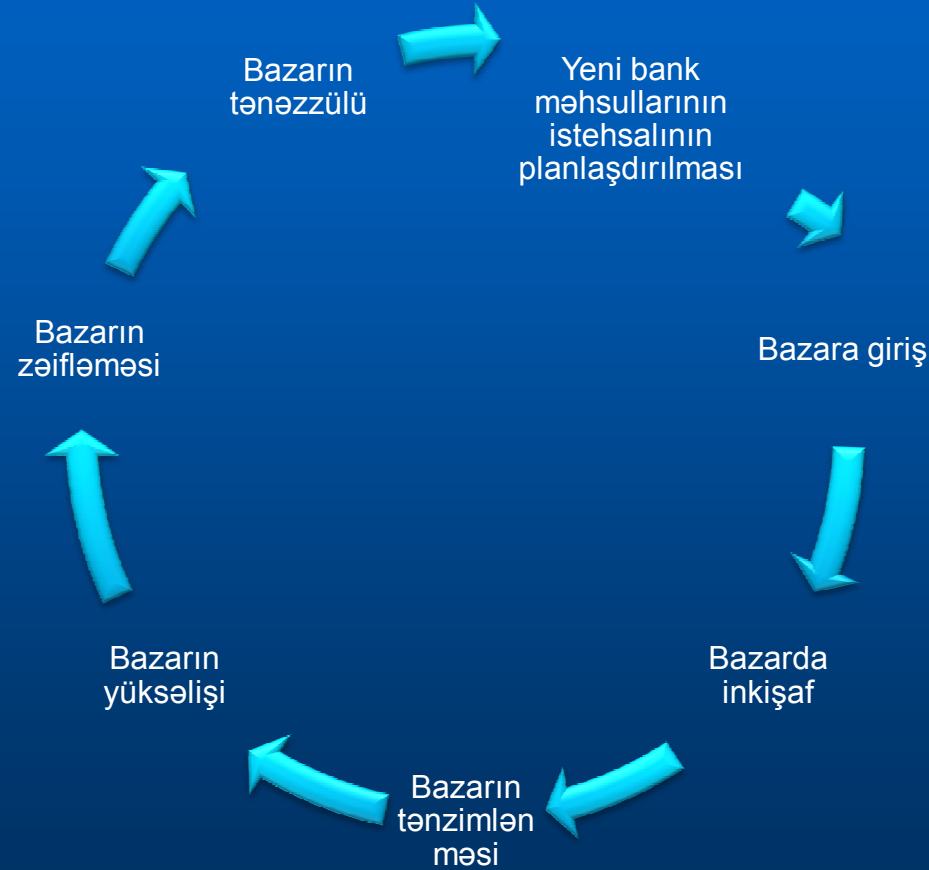 Bazarın
tənəzzülü
Yeni bank
məhsullarının
istehsalının
planlaşdırılması
Bazara giriş
Bazarda
inkişaf
Bazarın
tənzimlən
məsi
Bazarın
yüksəlişi
Bazarın
zəifləməsi